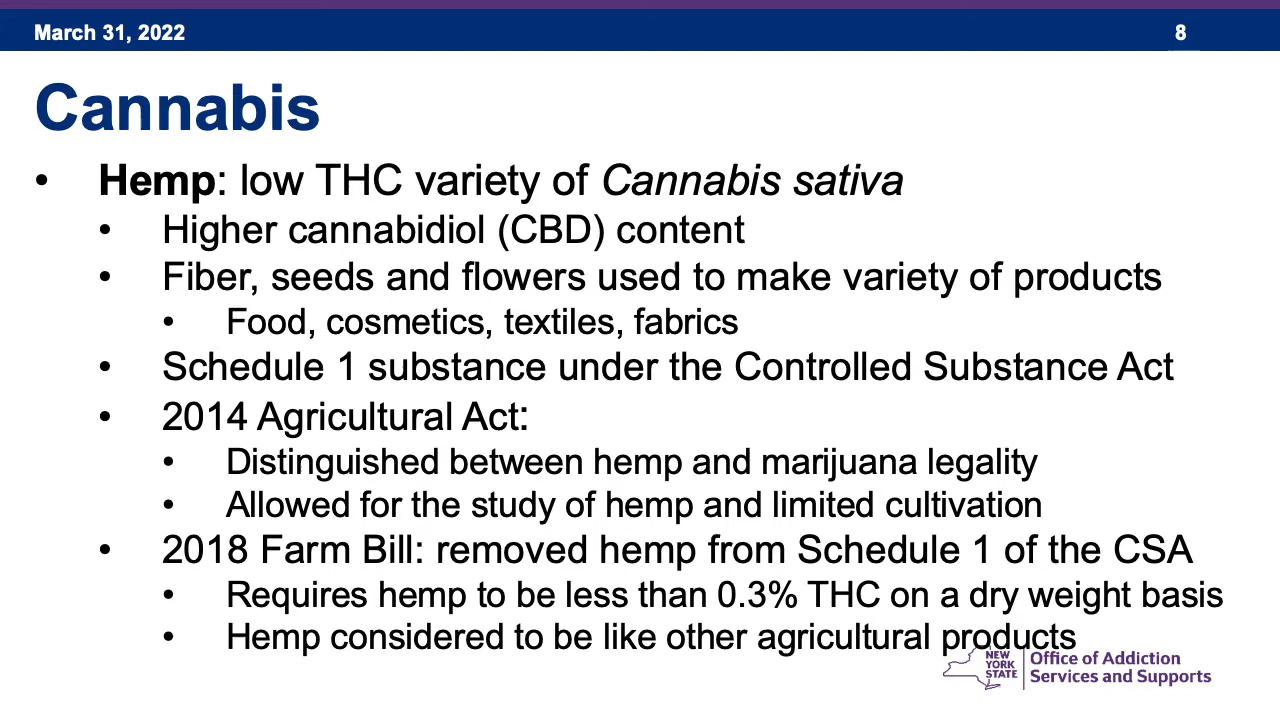 March 31, 2022
8
Cannabis
• Hemp: low THC variety of Cannabis sativa
• Higher cannabidiol (CBD) content
• Fiber, seeds and flowers used to make variety of products
• Food, cosmetics, textiles, fabrics
• Schedule 1 substance under the Controlled Substance Act
• 2014 Agricultural Act:
• Distinguished between hemp and marijuana legality
• Allowed for the study of hemp and limited cultivation
• 2018 Farm Bill: removed hemp from Schedule 1 of the CSA
• Requires hemp to be less than 0.3% THC on a dry weight basis
• Hemp considered to be like other agricultural products
NEW
YORK
STATE
Office of Addiction
Services and Supports